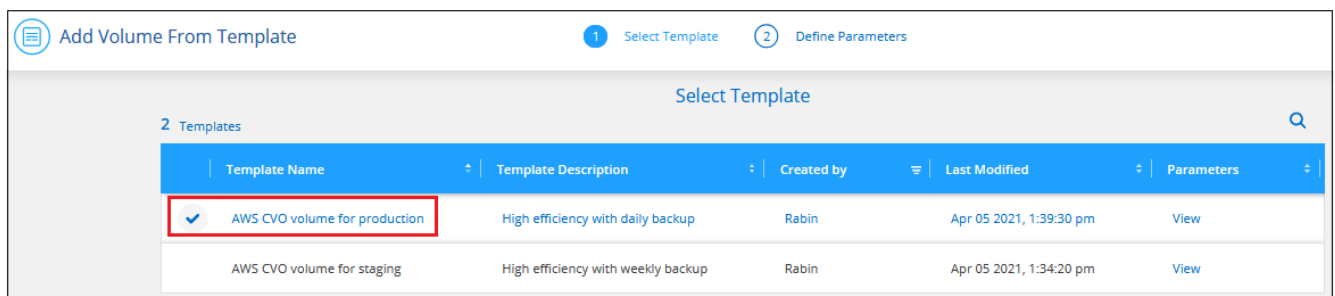 Add Volume From Template
1 Select Template 2 Define Parameters
Select Template
2 Templates
Template Name Template Description Created by Last Modified Parameters
AWS CVO volume for production High efficiency with daily backup Rabin Apr 05 2021, 1:39:30 pm View
AWS CVO volume for staging High efficiency with weekly backup Rabin Apr 05 2021, 1:34:20 pm View